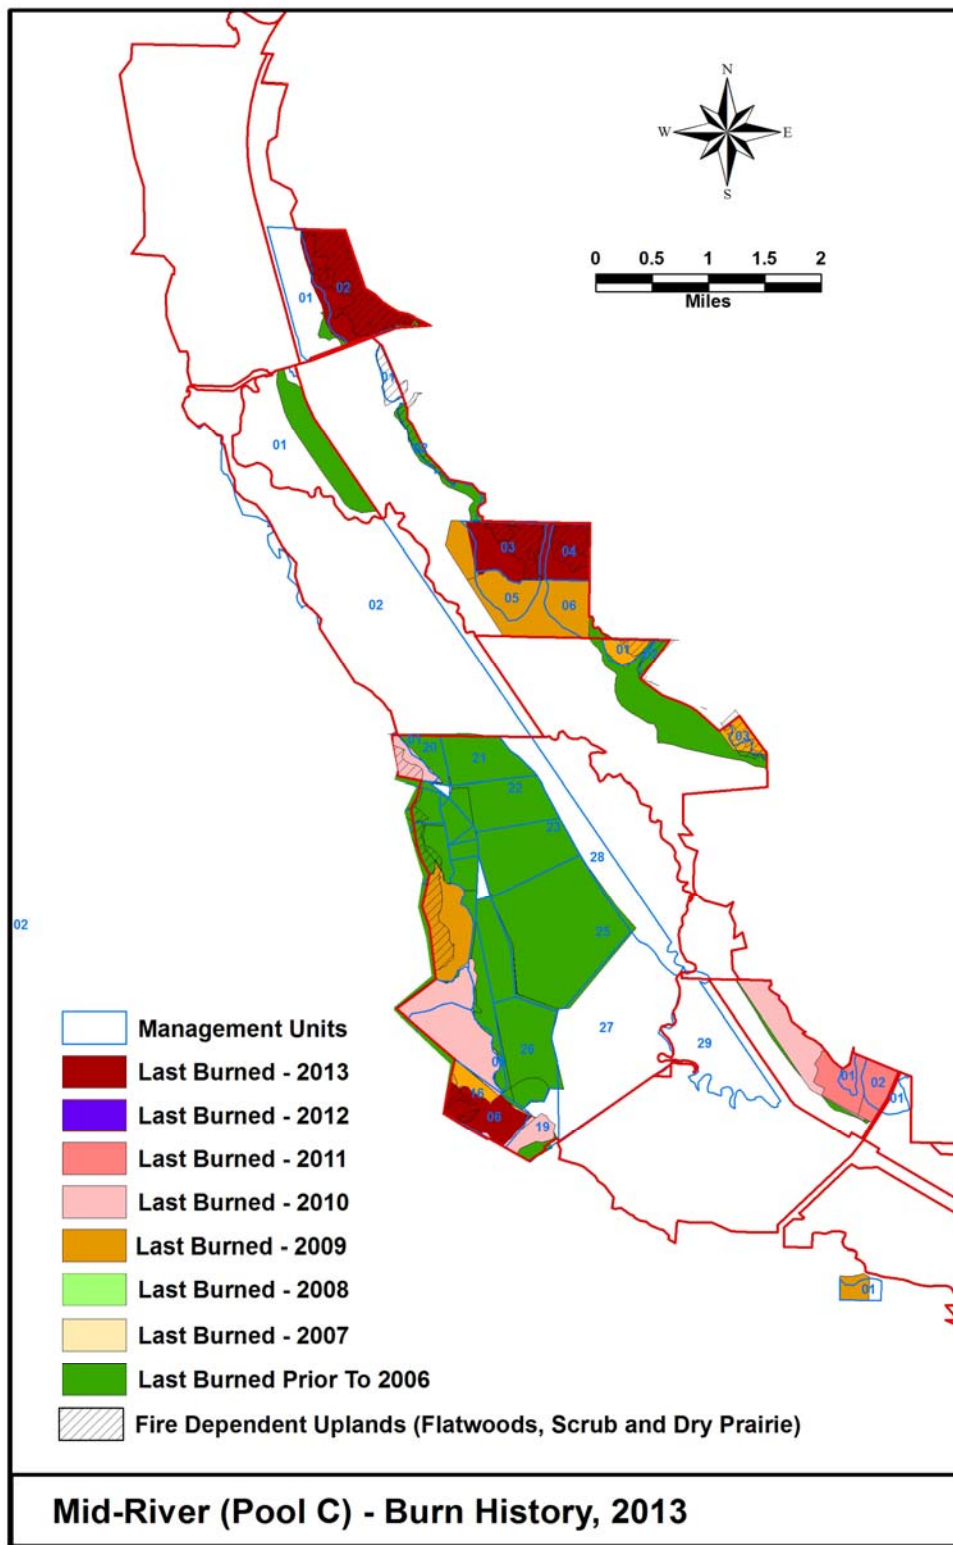 N
W E
S
0 0.5 1 1.5 2
Miles
02
01
01
01
02
03 04
05 06
02
01
03
01
20 21
22
23
28
02
25
27
26
29
01 02
01
16
06
19
01
Management Units
Last Burned - 2013
Last Burned - 2012
Last Burned - 2011
Last Burned - 2010
Last Burned - 2009
Last Burned - 2008
Last Burned - 2007
Last Burned Prior To 2006
Fire Dependent Uplands (Flatwoods, Scrub and Dry Prairie)
Mid-River (Pool C) - Burn History, 2013